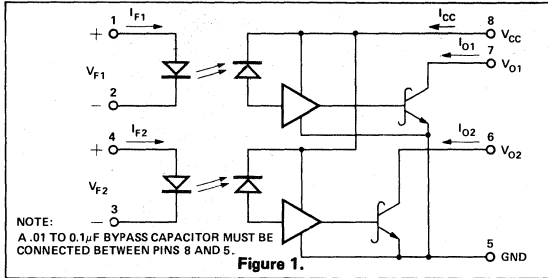 1 I_F1
+
V_F1
−
2
4 I_F2
+
V_F2
−
3
I_CC 8
V_CC
7
I_O1 V_O1
I_O2 6
V_O2
5
GND
NOTE:
A .01 TO 0.1μF BYPASS CAPACITOR MUST BE
CONNECTED BETWEEN PINS 8 AND 5.
Figure 1.